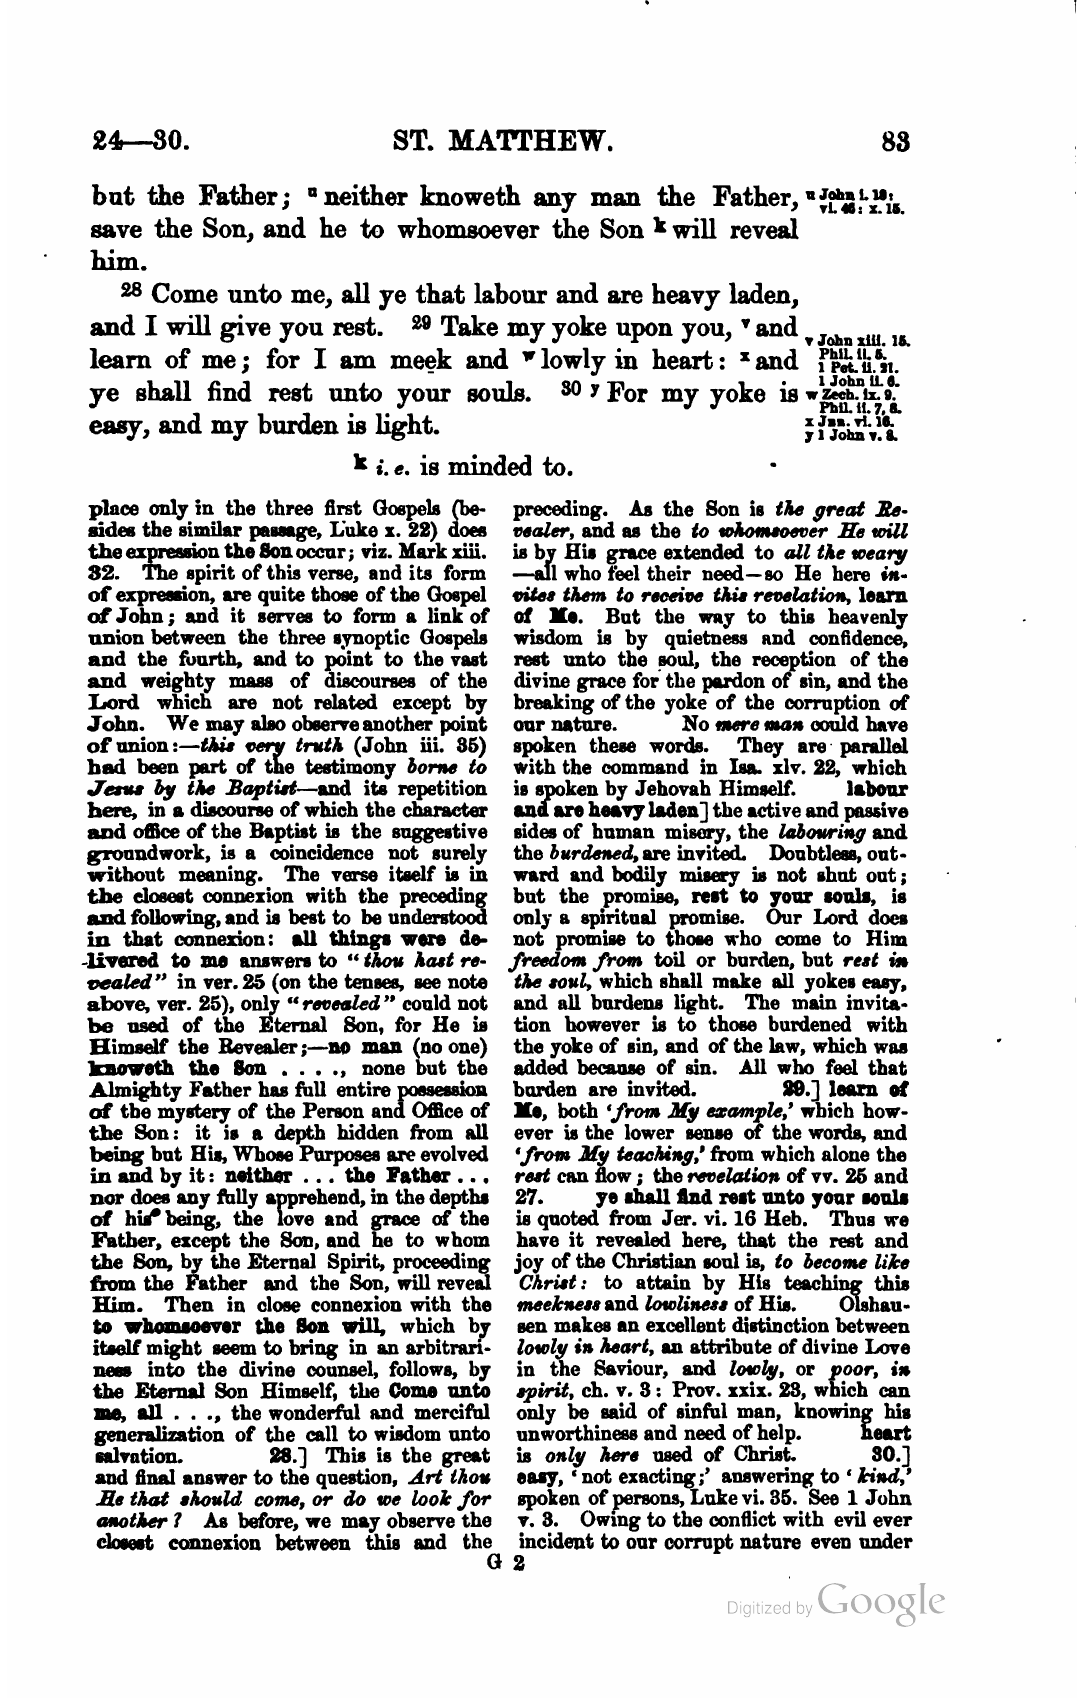 24—30. ST. MATTHEW. 83
but the Father; ⁿ neither knoweth any man the Father,
save the Son, and he to whomsoever the Son ᵏ will reveal
him.
n John i. 18:
vi. 46: x. 15.
28 Come unto me, all ye that labour and are heavy laden,
and I will give you rest. 29 Take my yoke upon you, ᵛ and
learn of me; for I am meek and ʷ lowly in heart: ˣ and
ye shall find rest unto your souls. 30 ʸ For my yoke is
easy, and my burden is light.
v John xiii. 15.
Phil. ii. 5.
1 Pet. ii. 21.
1 John ii. 6.
w Zech. ix. 9.
Phil. ii. 7, 8.
x Jer. vi. 16.
y 1 John v. 3.
ᵏ i. e. is minded to.
place only in the three first Gospels (be-
sides the similar passage, Luke x. 22) does
the expression the Son occur; viz. Mark xiii.
32. The spirit of this verse, and its form
of expression, are quite those of the Gospel
of John; and it serves to form a link of
union between the three synoptic Gospels
and the fourth, and to point to the vast
and weighty mass of discourses of the
Lord which are not related except by
John. We may also observe another point
of union:—this very truth (John iii. 35)
had been part of the testimony borne to
Jesus by the Baptist—and its repetition
here, in a discourse of which the character
and office of the Baptist is the suggestive
groundwork, is a coincidence not surely
without meaning. The verse itself is in
the closest connexion with the preceding
and following, and is best to be understood
in that connexion: all things were de-
livered to me answers to "thou hast re-
vealed" in ver. 25 (on the tenses, see note
above, ver. 25), only "revealed" could not
be used of the Eternal Son, for He is
Himself the Revealer;—no man (no one)
knoweth the Son . . . ., none but the
Almighty Father has full entire possession
of the mystery of the Person and Office of
the Son: it is a depth hidden from all
being but His, Whose Purposes are evolved
in and by it: neither . . . the Father . . .
nor does any fully apprehend, in the depths
of his being, the love and grace of the
Father, except the Son, and he to whom
the Son, by the Eternal Spirit, proceeding
from the Father and the Son, will reveal
Him. Then in close connexion with the
to whomsoever the Son will, which by
itself might seem to bring in an arbitrari-
ness into the divine counsel, follows, by
the Eternal Son Himself, the Come unto
me, all . . ., the wonderful and merciful
generalization of the call to wisdom unto
salvation. 28.] This is the great
and final answer to the question, Art thou
He that should come, or do we look for
another? As before, we may observe the
closest connexion between this and the
preceding. As the Son is the great Re-
vealer, and as the to whomsoever He will
is by His grace extended to all the weary
—all who feel their need—so He here in-
vites them to receive this revelation, learn
of Me. But the way to this heavenly
wisdom is by quietness and confidence,
rest unto the soul, the reception of the
divine grace for the pardon of sin, and the
breaking of the yoke of the corruption of
our nature. No mere man could have
spoken these words. They are parallel
with the command in Isa. xlv. 22, which
is spoken by Jehovah Himself. labour
and are heavy laden] the active and passive
sides of human misery, the labouring and
the burdened, are invited. Doubtless, out-
ward and bodily misery is not shut out;
but the promise, rest to your souls, is
only a spiritual promise. Our Lord does
not promise to those who come to Him
freedom from toil or burden, but rest in
the soul, which shall make all yokes easy,
and all burdens light. The main invita-
tion however is to those burdened with
the yoke of sin, and of the law, which was
added because of sin. All who feel that
burden are invited. 29.] learn of
Me, both 'from My example,' which how-
ever is the lower sense of the words, and
'from My teaching,' from which alone the
rest can flow; the revelation of vv. 25 and
27. ye shall find rest unto your souls
is quoted from Jer. vi. 16 Heb. Thus we
have it revealed here, that the rest and
joy of the Christian soul is, to become like
Christ: to attain by His teaching this
meekness and lowliness of His. Olshau-
sen makes an excellent distinction between
lowly in heart, an attribute of divine Love
in the Saviour, and lowly, or poor, in
spirit, ch. v. 3: Prov. xxix. 23, which can
only be said of sinful man, knowing his
unworthiness and need of help. heart
is only here used of Christ. 30.]
easy, 'not exacting;' answering to 'kind,'
spoken of persons, Luke vi. 35. See 1 John
v. 3. Owing to the conflict with evil ever
incident to our corrupt nature even under
G 2
Digitized by Google